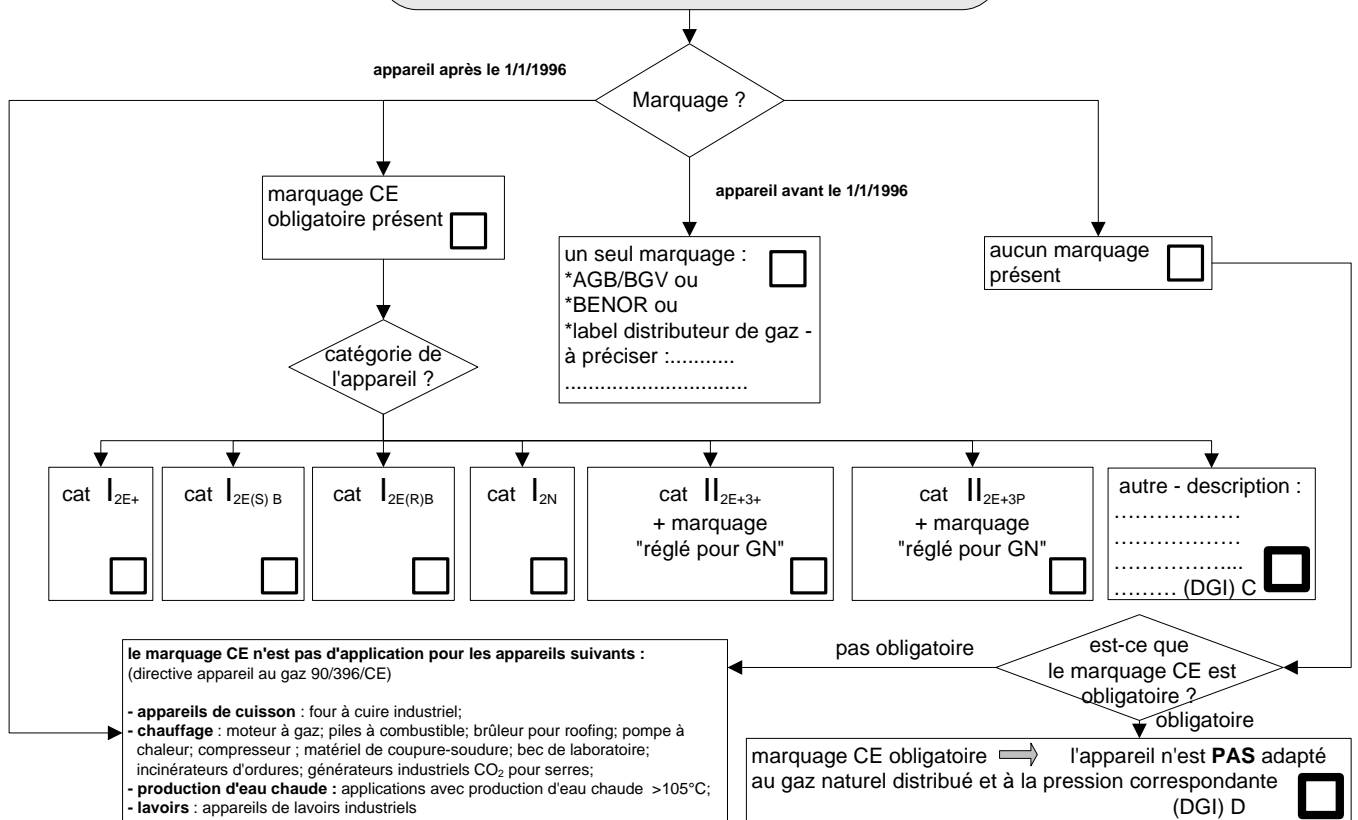 appareil après le 1/1/1996
Marquage ?
marquage CE
obligatoire présent
appareil avant le 1/1/1996
un seul marquage :
*AGB/BGV ou
*BENOR ou
*label distributeur de gaz -
à préciser :...........
...............................
aucun marquage
présent
catégorie de
l'appareil ?
cat I2E+
cat I2E(S) B
cat I2E(R)B
cat I2N
cat II2E+3+
+ marquage
"réglé pour GN"
cat II2E+3P
+ marquage
"réglé pour GN"
autre - description :
………………
………………
……………....
……… (DGI) C
est-ce que
le marquage CE est
obligatoire ?
pas obligatoire
obligatoire
le marquage CE n'est pas d'application pour les appareils suivants :
(directive appareil au gaz 90/396/CE)
- appareils de cuisson : four à cuire industriel;
- chauffage : moteur à gaz; piles à combustible; brûleur pour roofing; pompe à
chaleur; compresseur ; matériel de coupure-soudure; bec de laboratoire;
incinérateurs d'ordures; générateurs industriels CO2 pour serres;
- production d'eau chaude : applications avec production d'eau chaude >105°C;
- lavoirs : appareils de lavoirs industriels
marquage CE obligatoire l'appareil n'est PAS adapté
au gaz naturel distribué et à la pression correspondante
(DGI) D